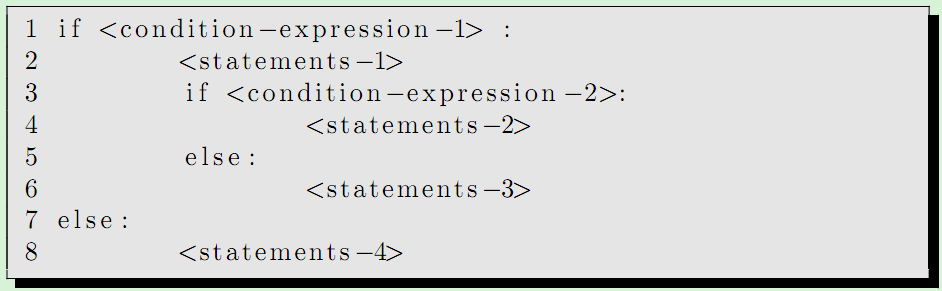 1 if <condition-expression-1> :
2 <statements-1>
3 if <condition-expression-2>:
4 <statements-2>
5 else:
6 <statements-3>
7 else:
8 <statements-4>